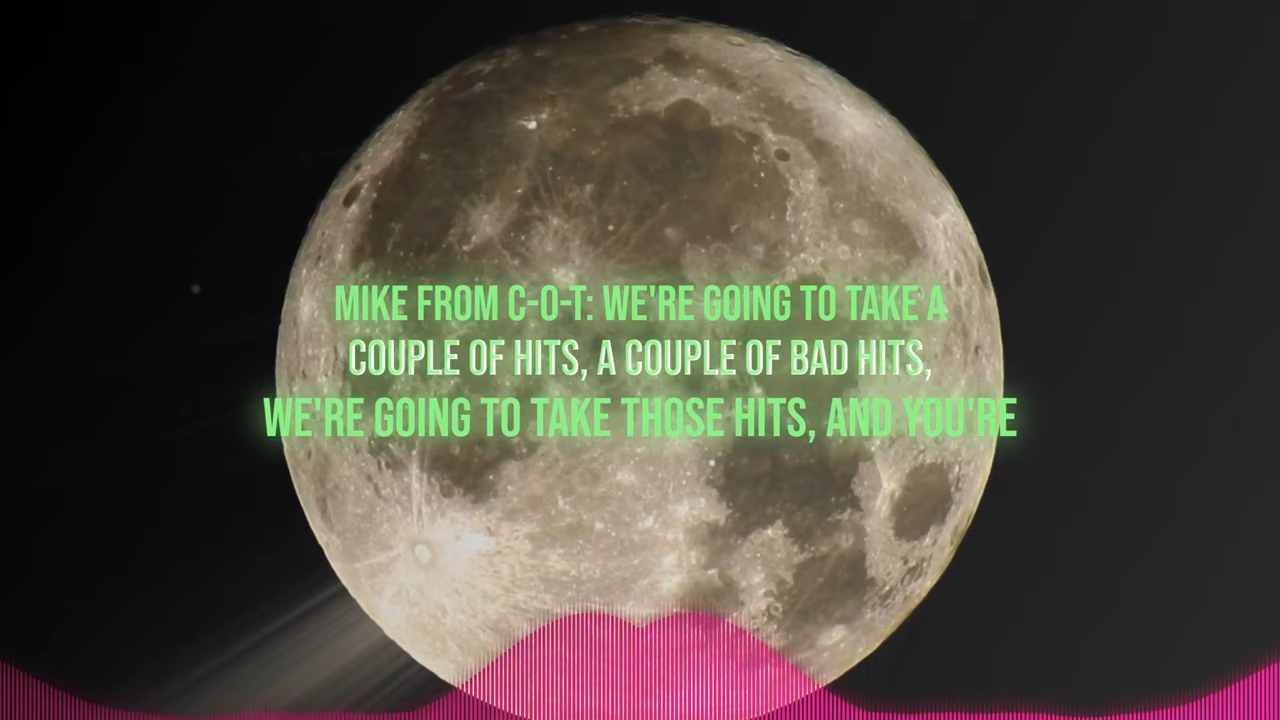 MIKE FROM C-O-T: WE'RE GOING TO TAKE A
COUPLE OF HITS, A COUPLE OF BAD HITS,
WE'RE GOING TO TAKE THOSE HITS, AND YOU'RE